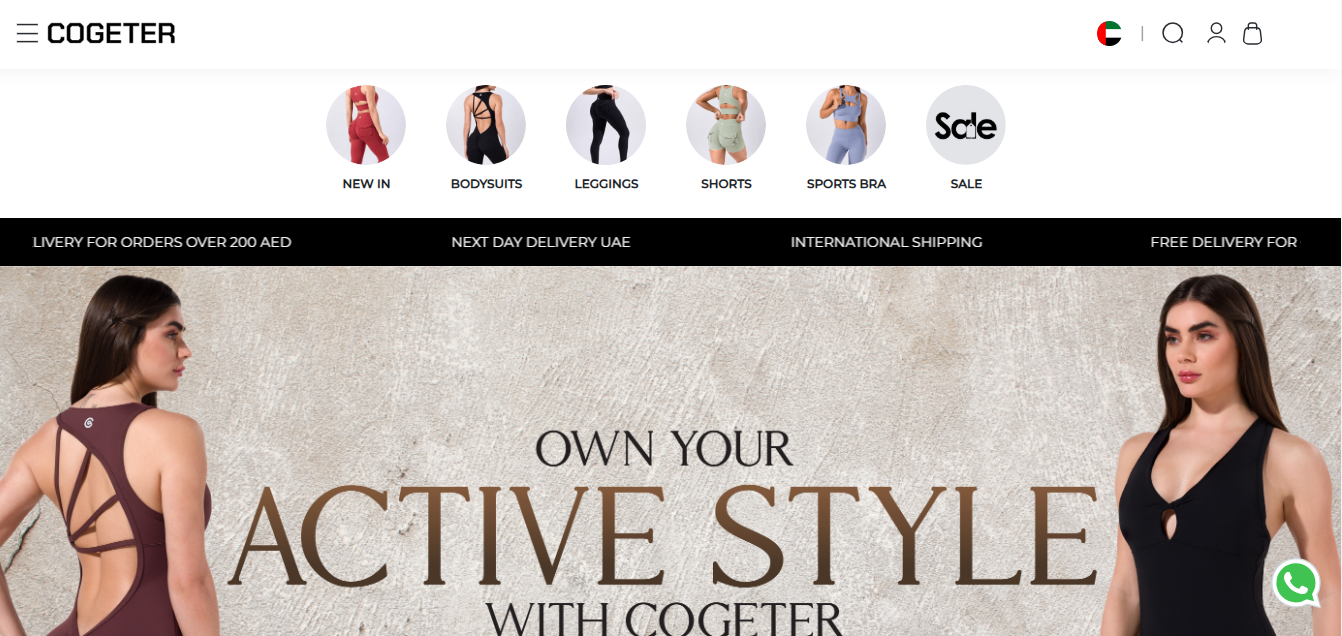 COGETER
Sale
NEW IN
BODYSUITS
LEGGINGS
SHORTS
SPORTS BRA
SALE
LIVERY FOR ORDERS OVER 200 AED
NEXT DAY DELIVERY UAE
INTERNATIONAL SHIPPING
FREE DELIVERY FOR
OWN YOUR
ACTIVE STYLE
WITH COGETER